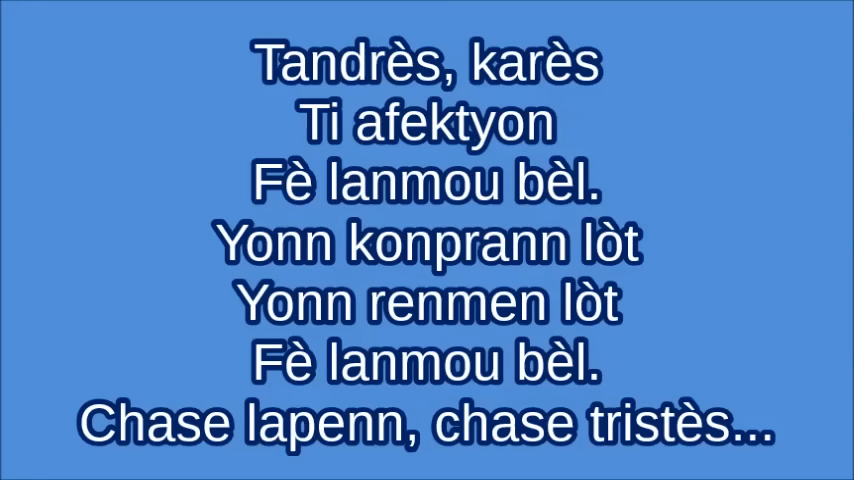 Tandrès, karès
Ti afektyon
Fè lanmou bèl.
Yonn konprann lòt
Yonn renmen lòt
Fè lanmou bèl.
Chase lapenn, chase tristès...